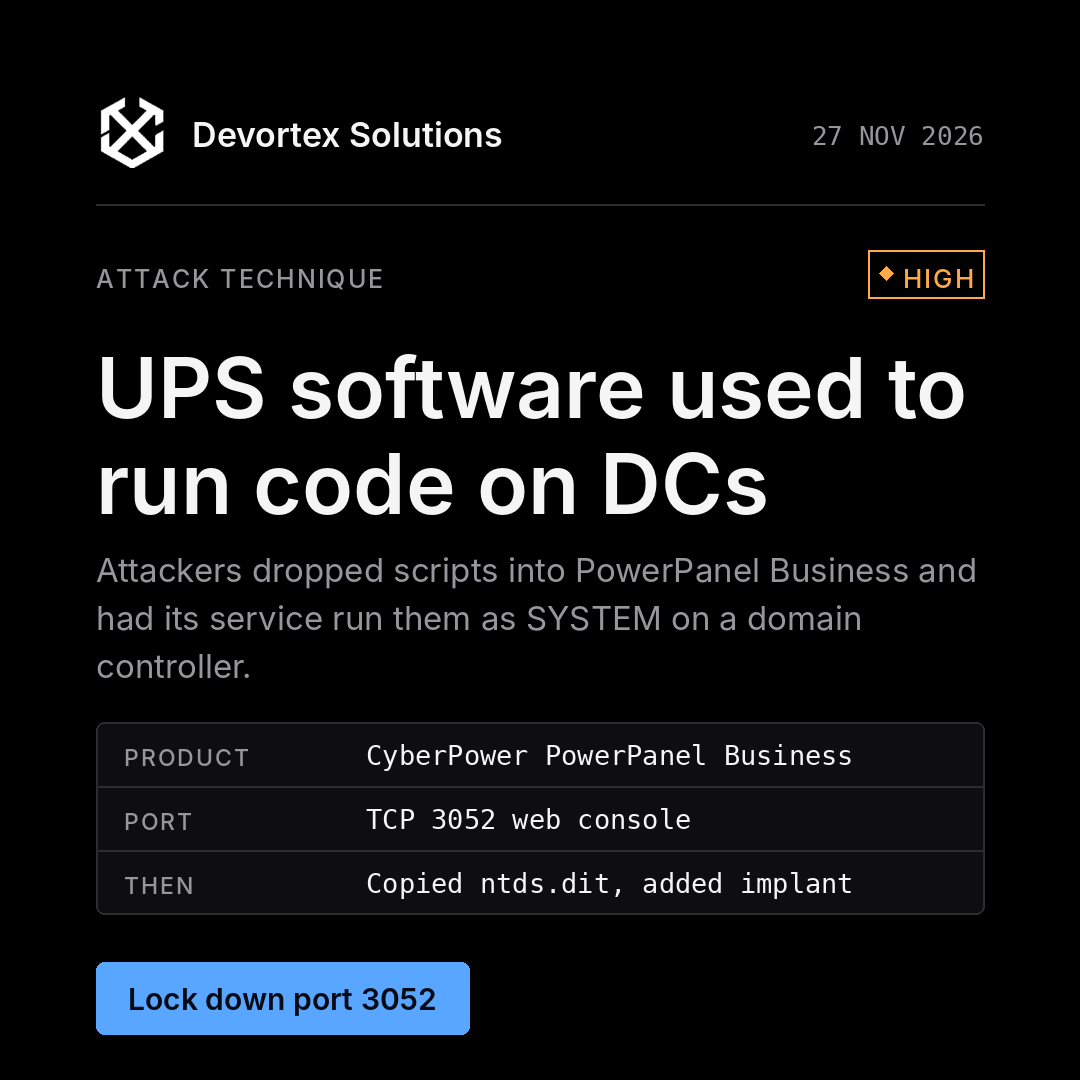 Devortex Solutions
27 NOV 2026
ATTACK TECHNIQUE
HIGH
UPS software used to
run code on DCs
Attackers dropped scripts into PowerPanel Business and
had its service run them as SYSTEM on a domain
controller.
PRODUCT CyberPower PowerPanel Business
PORT TCP 3052 web console
THEN Copied ntds.dit, added implant
Lock down port 3052